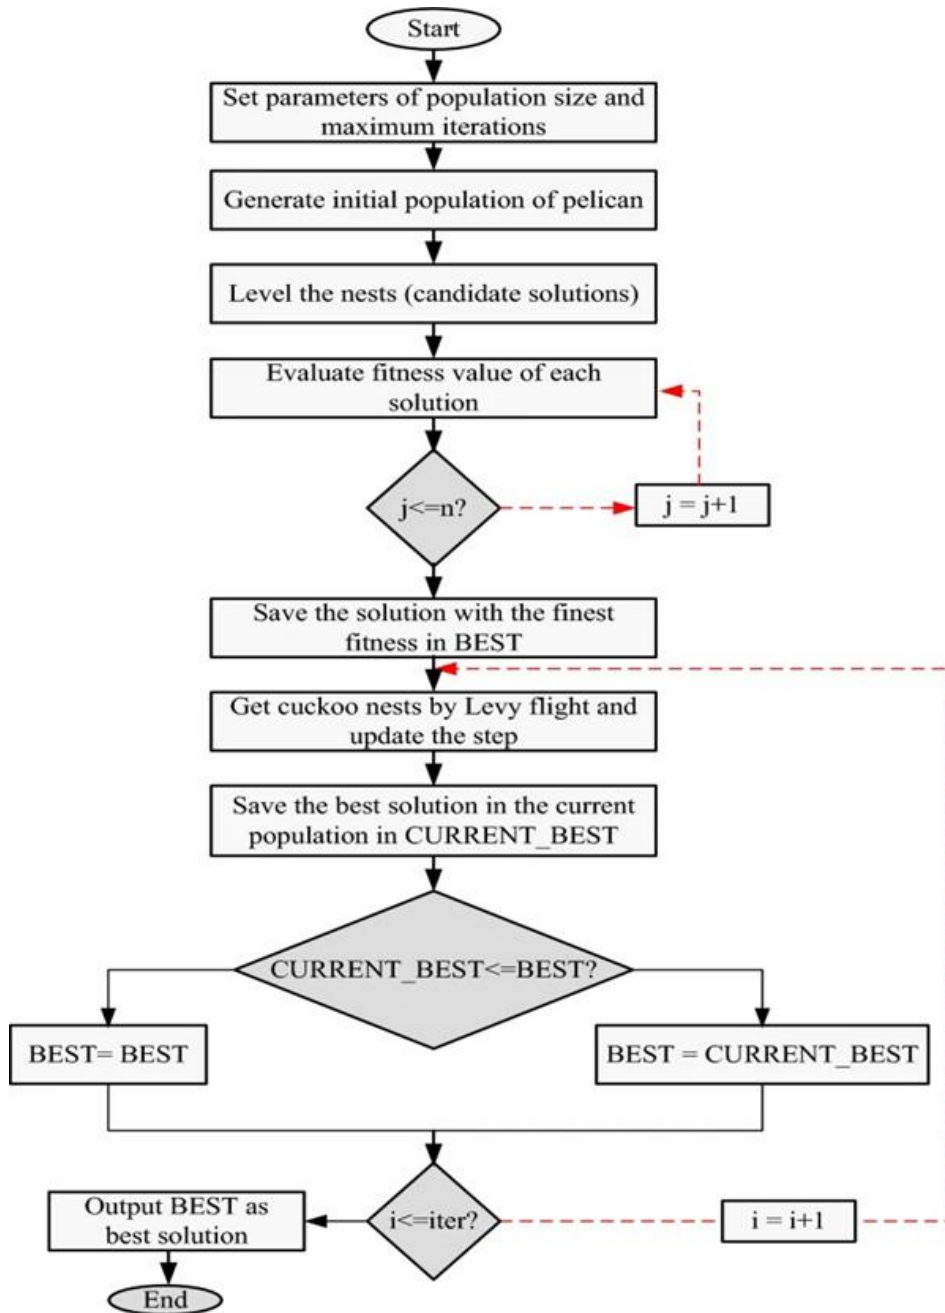 Start
Set parameters of population size and
maximum iterations
Generate initial population of pelican
Level the nests (candidate solutions)
Evaluate fitness value of each
solution
j<=n?
j = j+1
Save the solution with the finest
fitness in BEST
Get cuckoo nests by Levy flight and
update the step
Save the best solution in the current
population in CURRENT_BEST
CURRENT_BEST<=BEST?
BEST= BEST
BEST = CURRENT_BEST
Output BEST as
best solution
i<=iter?
i = i+1
End